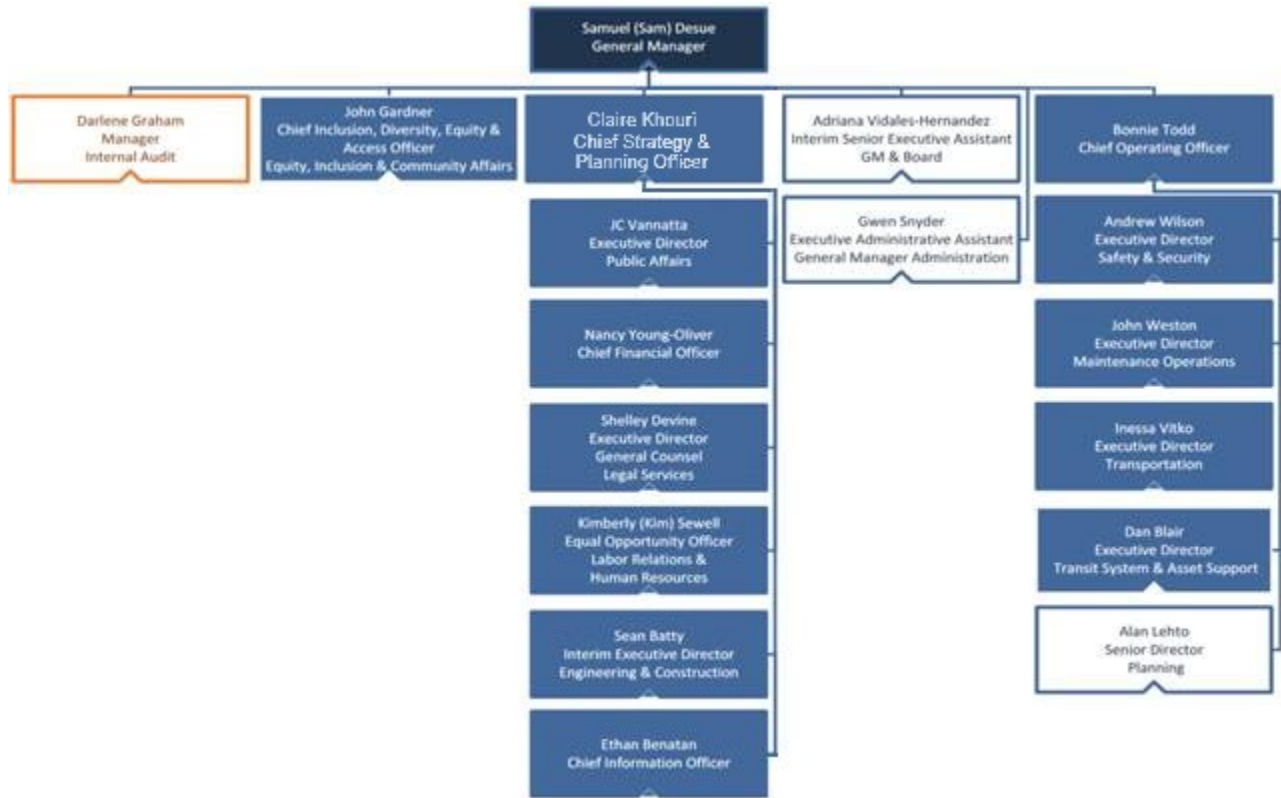 Samuel (Sam) Desue
General Manager
Darlene Graham
Manager
Internal Audit
John Gardner
Chief Inclusion, Diversity, Equity &
Access Officer
Equity, Inclusion & Community Affairs
Claire Khouri
Chief Strategy &
Planning Officer
Adriana Vidales-Hernandez
Interim Senior Executive Assistant
GM & Board
Bonnie Todd
Chief Operating Officer
JC Vannatta
Executive Director
Public Affairs
Nancy Young-Oliver
Chief Financial Officer
Shelley Devine
Executive Director
General Counsel
Legal Services
Kimberly (Kim) Sewell
Equal Opportunity Officer
Labor Relations &
Human Resources
Sean Batty
Interim Executive Director
Engineering & Construction
Ethan Benatan
Chief Information Officer
Gwen Snyder
Executive Administrative Assistant
General Manager Administration
Andrew Wilson
Executive Director
Safety & Security
John Weston
Executive Director
Maintenance Operations
Inessa Vitko
Executive Director
Transportation
Dan Blair
Executive Director
Transit System & Asset Support
Alan Lehto
Senior Director
Planning